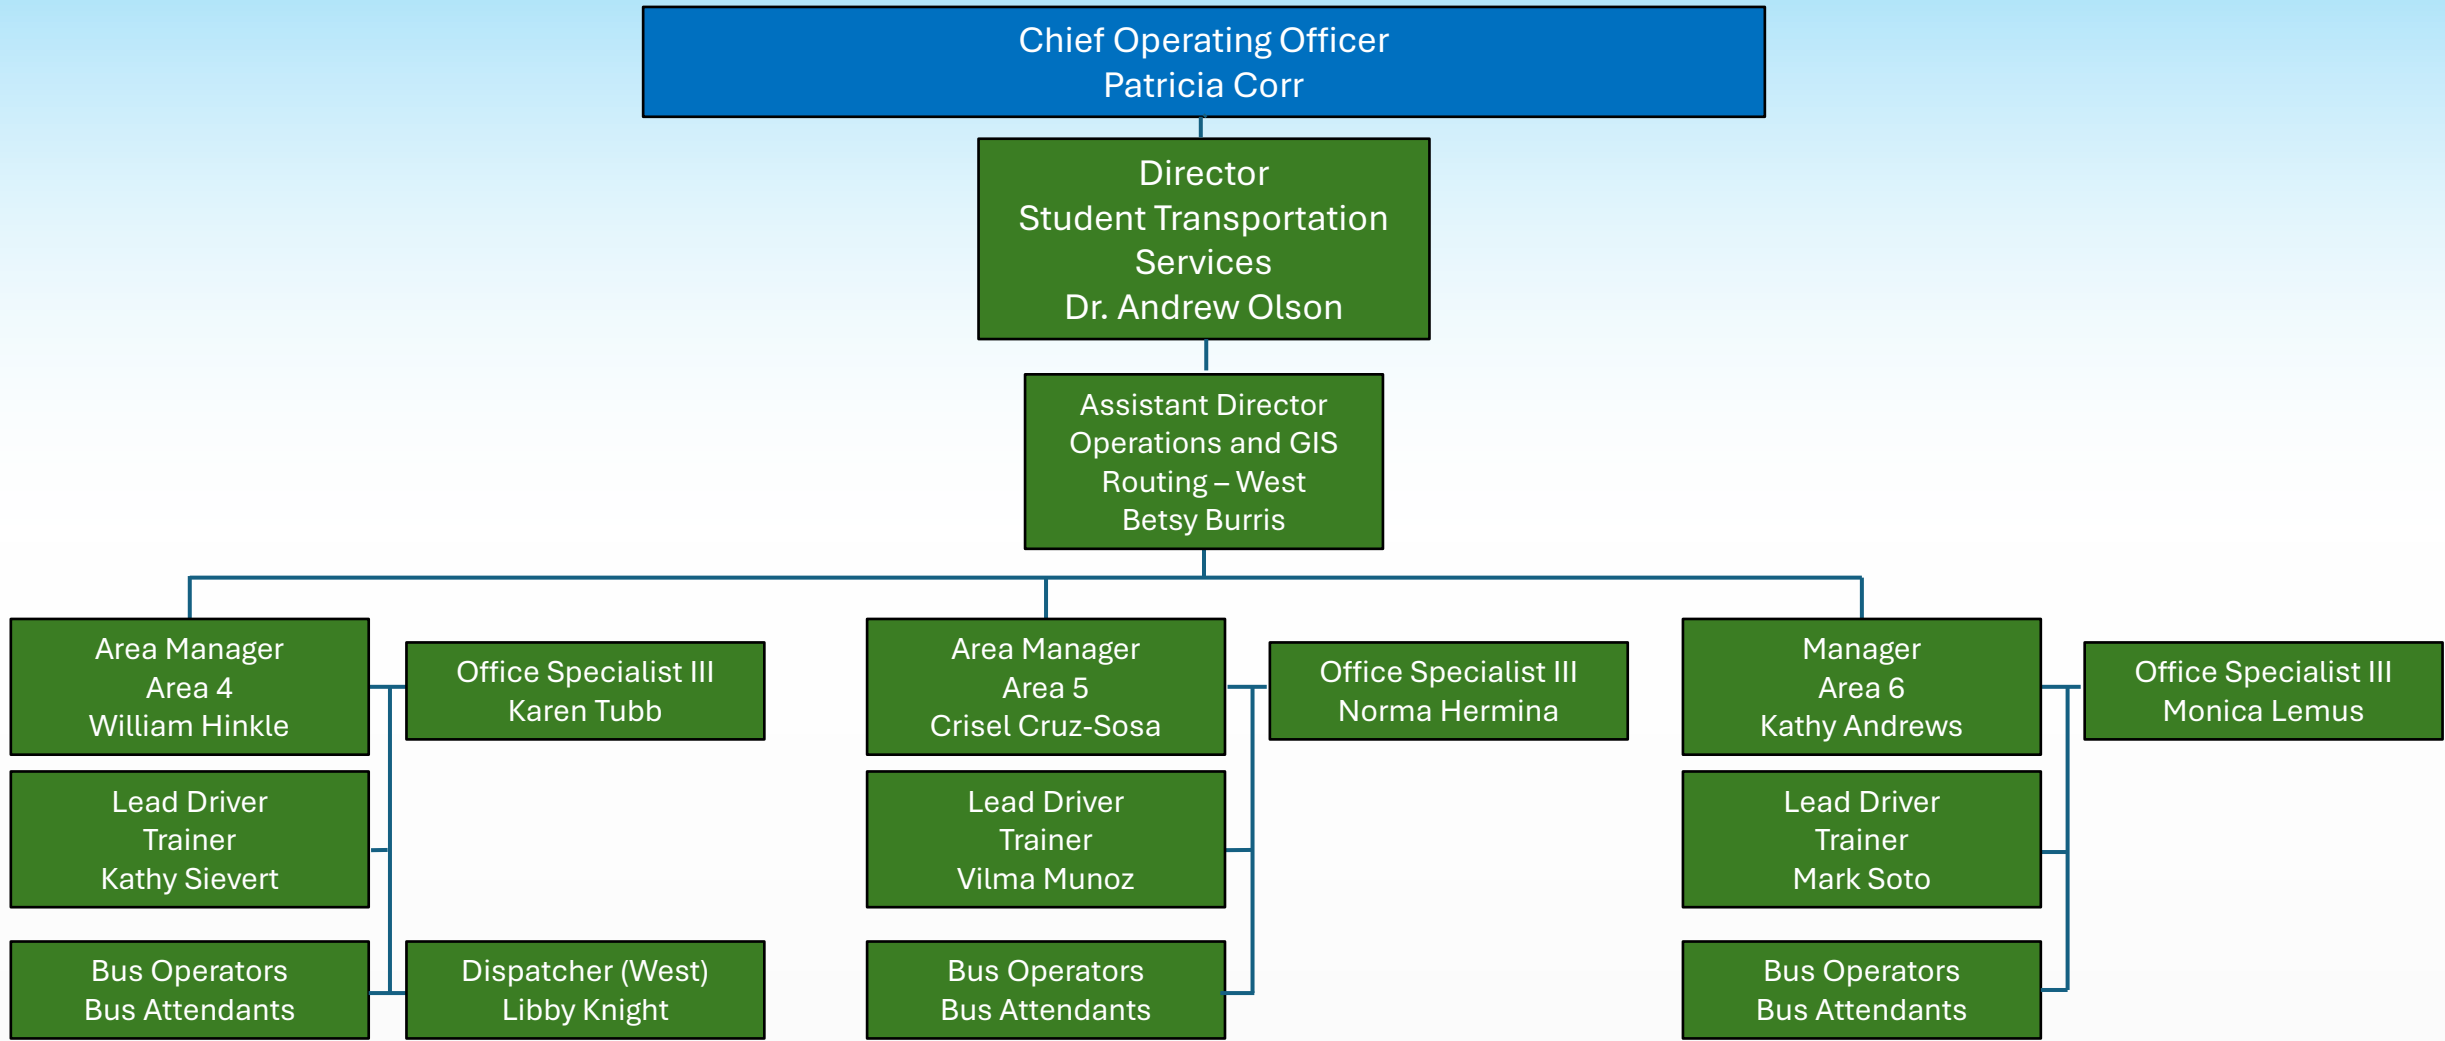 Chief Operating Officer
Patricia Corr
Director
Student Transportation
Services
Dr. Andrew Olson
Assistant Director
Operations and GIS
Routing – West
Betsy Burris
Area Manager
Area 4
William Hinkle
Office Specialist III
Karen Tubb
Area Manager
Area 5
Crisel Cruz-Sosa
Office Specialist III
Norma Hermina
Manager
Area 6
Kathy Andrews
Office Specialist III
Monica Lemus
Lead Driver
Trainer
Kathy Sievert
Lead Driver
Trainer
Vilma Munoz
Lead Driver
Trainer
Mark Soto
Bus Operators
Bus Attendants
Dispatcher (West)
Libby Knight
Bus Operators
Bus Attendants
Bus Operators
Bus Attendants